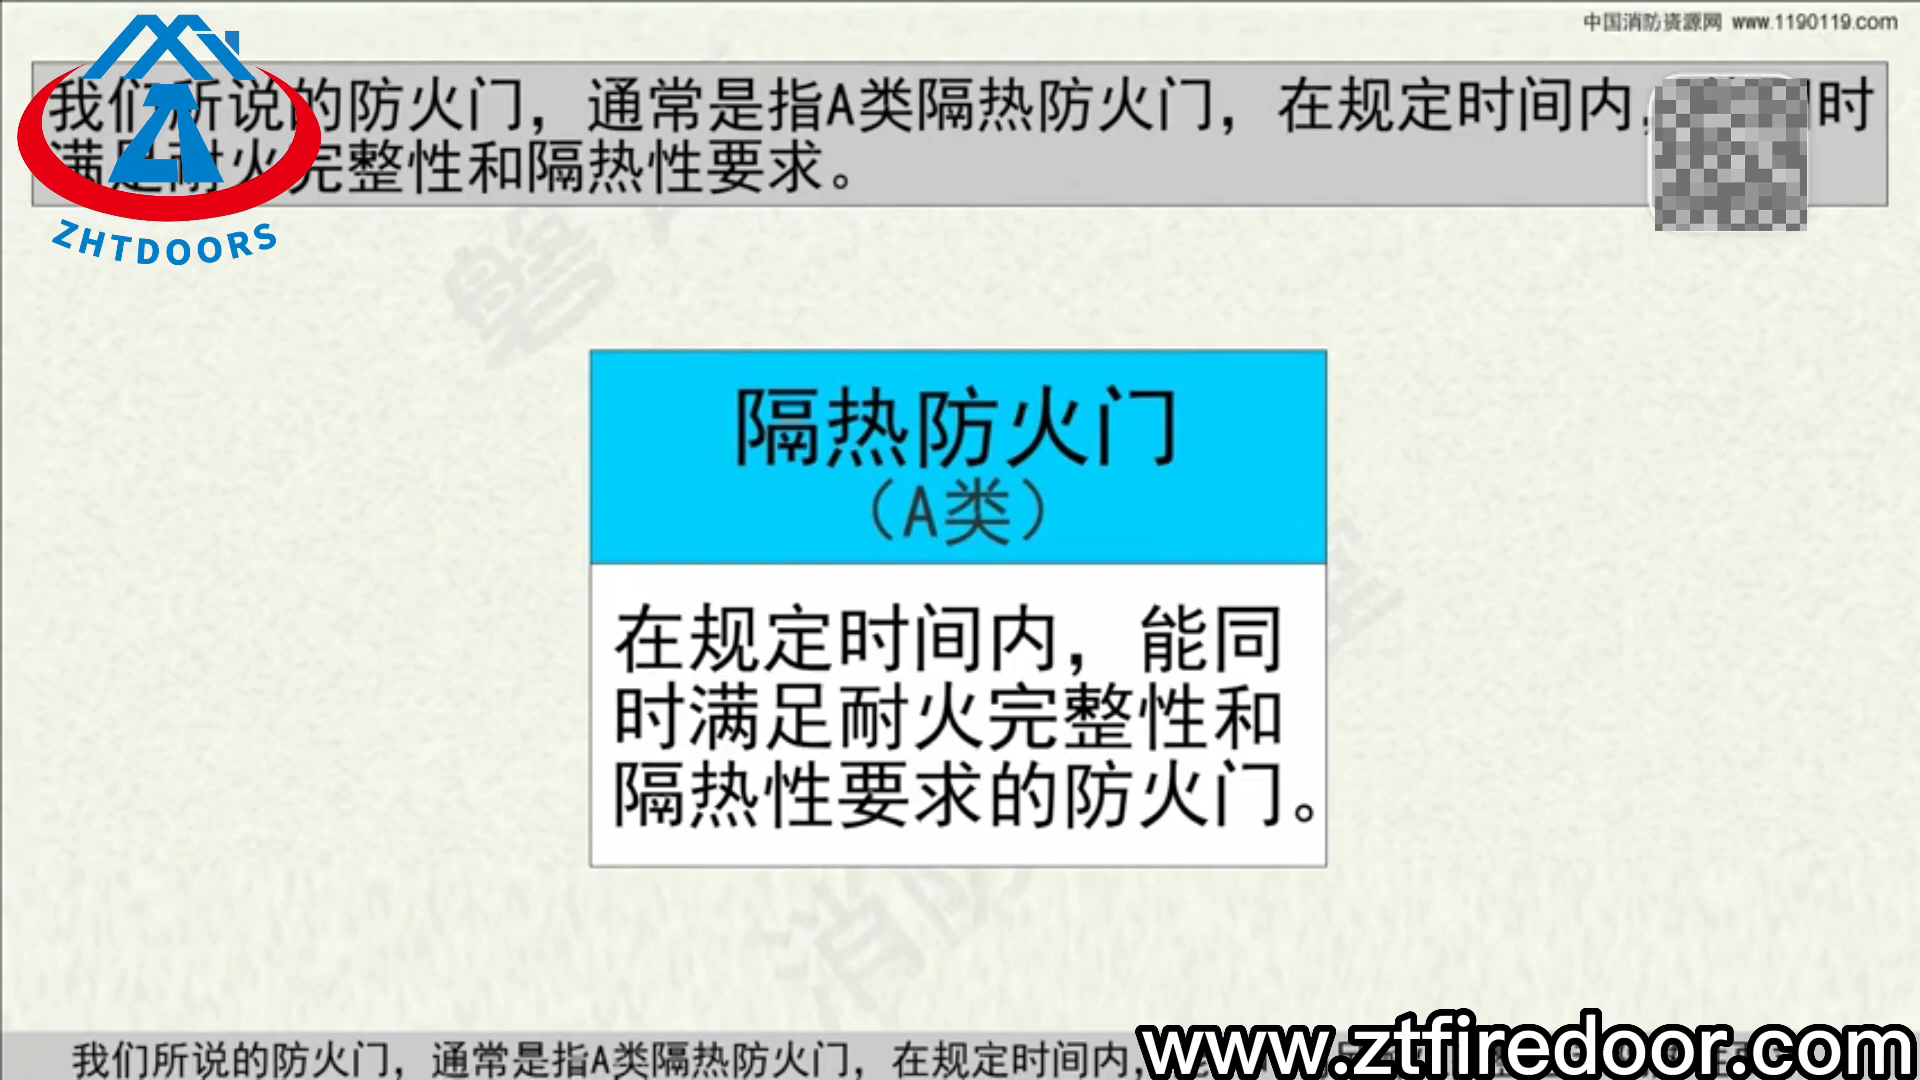 中国消防资源网 www.1190119.com
我们所说的防火门，通常是指A类隔热防火门，在规定时间内，时
满足耐火完整性和隔热性要求。
ZHTDOORS
隔热防火门
（A类）
在规定时间内，能同
时满足耐火完整性和
隔热性要求的防火门。
消防
我们所说的防火门，通常是指A类隔热防火门，在规定时间内，
www.ztfiredoor.com